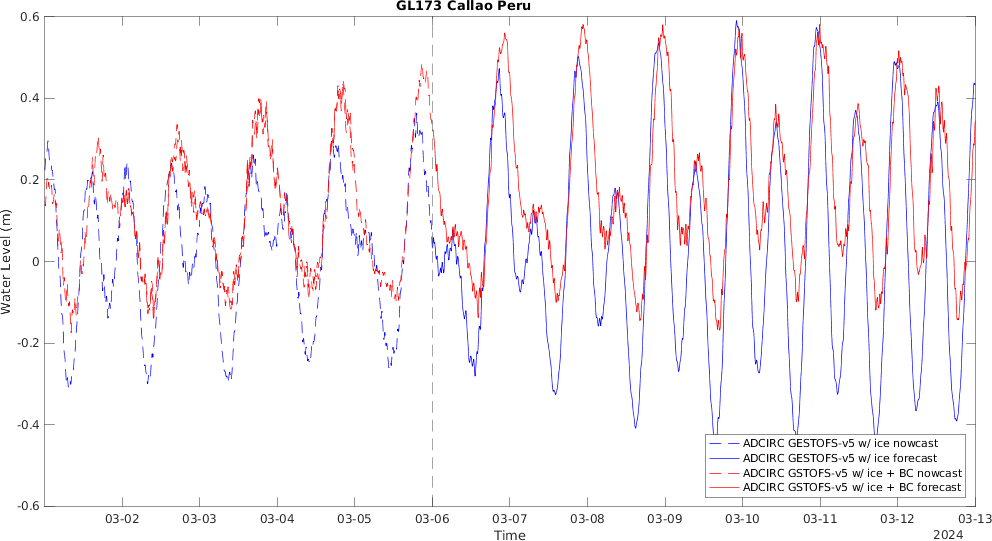 GL173 Callao Peru
0.6
0.4
0.2
0
-0.2
-0.4
-0.6
Water Level (m)
ADCIRC GESTOFS-v5 w/ ice nowcast
ADCIRC GESTOFS-v5 w/ ice forecast
ADCIRC GSTOFS-v5 w/ ice + BC nowcast
ADCIRC GSTOFS-v5 w/ ice + BC forecast
03-02 03-03 03-04 03-05 03-06 03-07 03-08 03-09 03-10 03-11 03-12 03-13
Time
2024